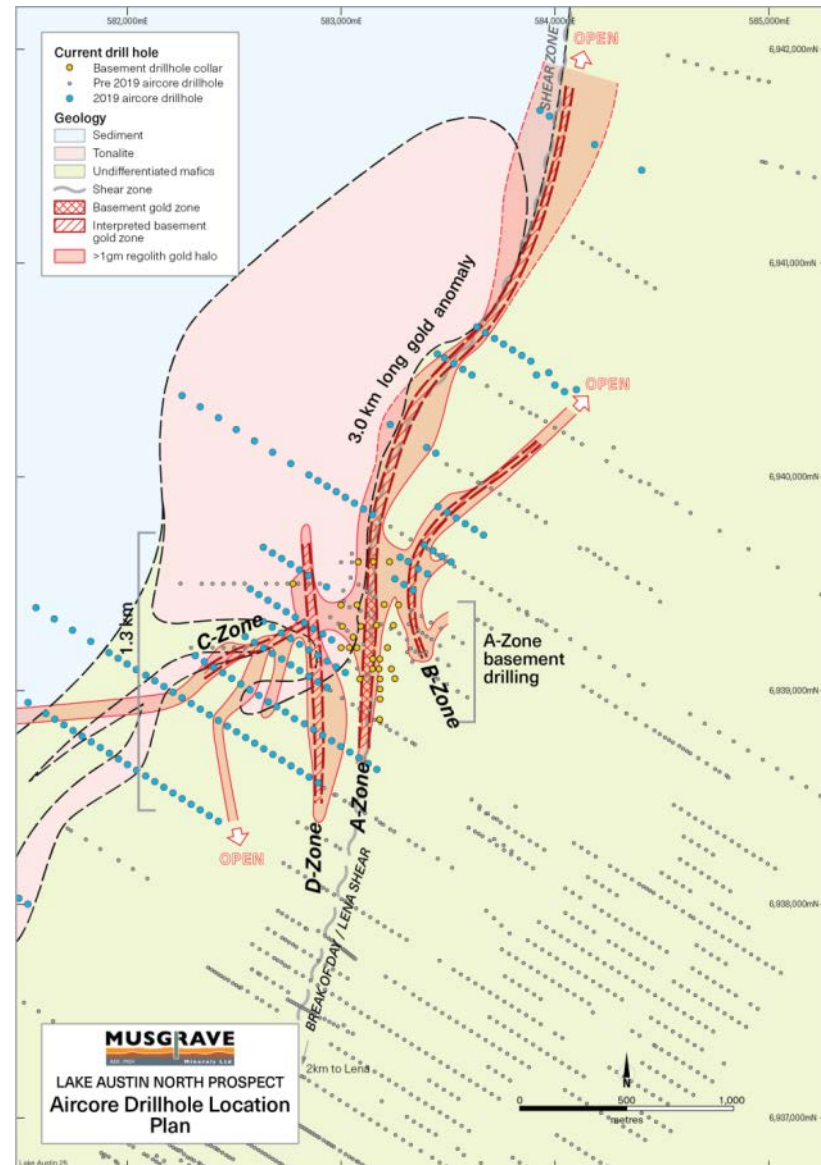 582,000mE
583,000mE
584,000mE
585,000mE
Current drill hole
Basement drillhole collar
Pre 2019 aircore drillhole
2019 aircore drillhole
Geology
Sediment
Tonalite
Undifferentiated mafics
Shear zone
Basement gold zone
Interpreted basement
gold zone
>1gm regolith gold halo
OPEN
SHEAR ZONE
6,942,000mN
6,941,000mN
3.0 km long gold anomaly
OPEN
6,940,000mN
1.3 km
C-Zone
A-Zone
basement
drilling
B-Zone
6,939,000mN
A-Zone
D-Zone
OPEN
BREAK OF DAY / LENA SHEAR
6,938,000mN
2km to Lena
MUSGRAVE
Minerals Ltd
LAKE AUSTIN NORTH PROSPECT
Aircore Drillhole Location
Plan
N
0
500
1,000
metres
6,937,000mN